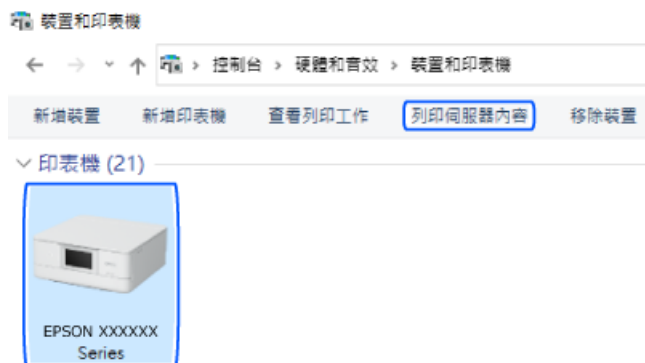 裝置和印表機
控制台 > 硬體和音效 > 裝置和印表機
新增裝置 新增印表機 查看列印工作 列印伺服器內容 移除裝置
印表機 (21)
EPSON XXXXXX
Series